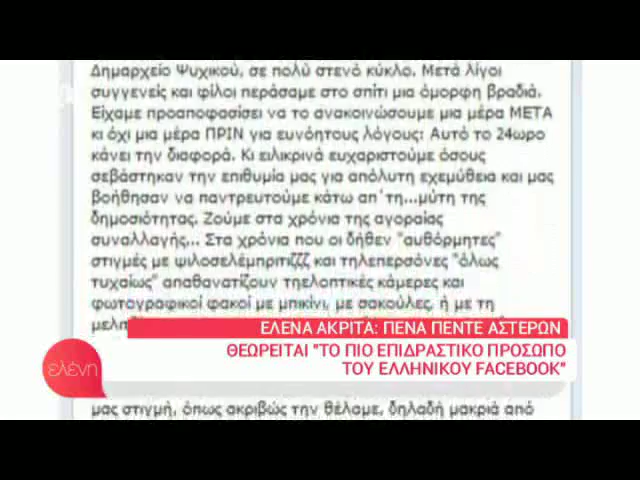 Δημαρχείο Ψυχικού, σε πολύ στενό κύκλο. Μετά λίγοι
συγγενείς και φίλοι περάσαμε στο σπίτι μια όμορφη βραδιά.
Είχαμε προαποφασίσει να το ανακοινώσουμε μια μέρα ΜΕΤΑ
κι όχι μια μέρα ΠΡΙΝ για ευνόητους λόγους: Αυτό το 24ωρο
κάνει την διαφορά. Κι ειλικρινά ευχαριστούμε όσους
σεβάστηκαν την επιθυμία μας για απόλυτη εχεμύθεια και μας
βοήθησαν να παντρευτούμε κάτω απ΄τη...μύτη της
δημοσιότητας. Ζούμε στα χρόνια της αγοραίας
συναλλαγής... Στα χρόνια που οι δήθεν "αυθόρμητες"
στιγμές με ψιλοσελέμπριτιζζζ και τηλεπερσόνες "όλως
τυχαίως" απαθανατίζουν τηελοπτικές κάμερες και
φωτογραφικοί φακοί με μπικίνι, με σακούλες, ή με τη
ΕΛΕΝΑ ΑΚΡΙΤΑ: ΠΕΝΑ ΠΕΝΤΕ ΑΣΤΕΡΩΝ
ελένη
ΘΕΩΡΕΙΤΑΙ "ΤΟ ΠΙΟ ΕΠΙΔΡΑΣΤΙΚΟ ΠΡΟΣΩΠΟ
ΤΟΥ ΕΛΛΗΝΙΚΟΥ FACEBOOK"
μας στιγμή, όπως ακριβώς την θέλαμε, δηλαδή μακριά από